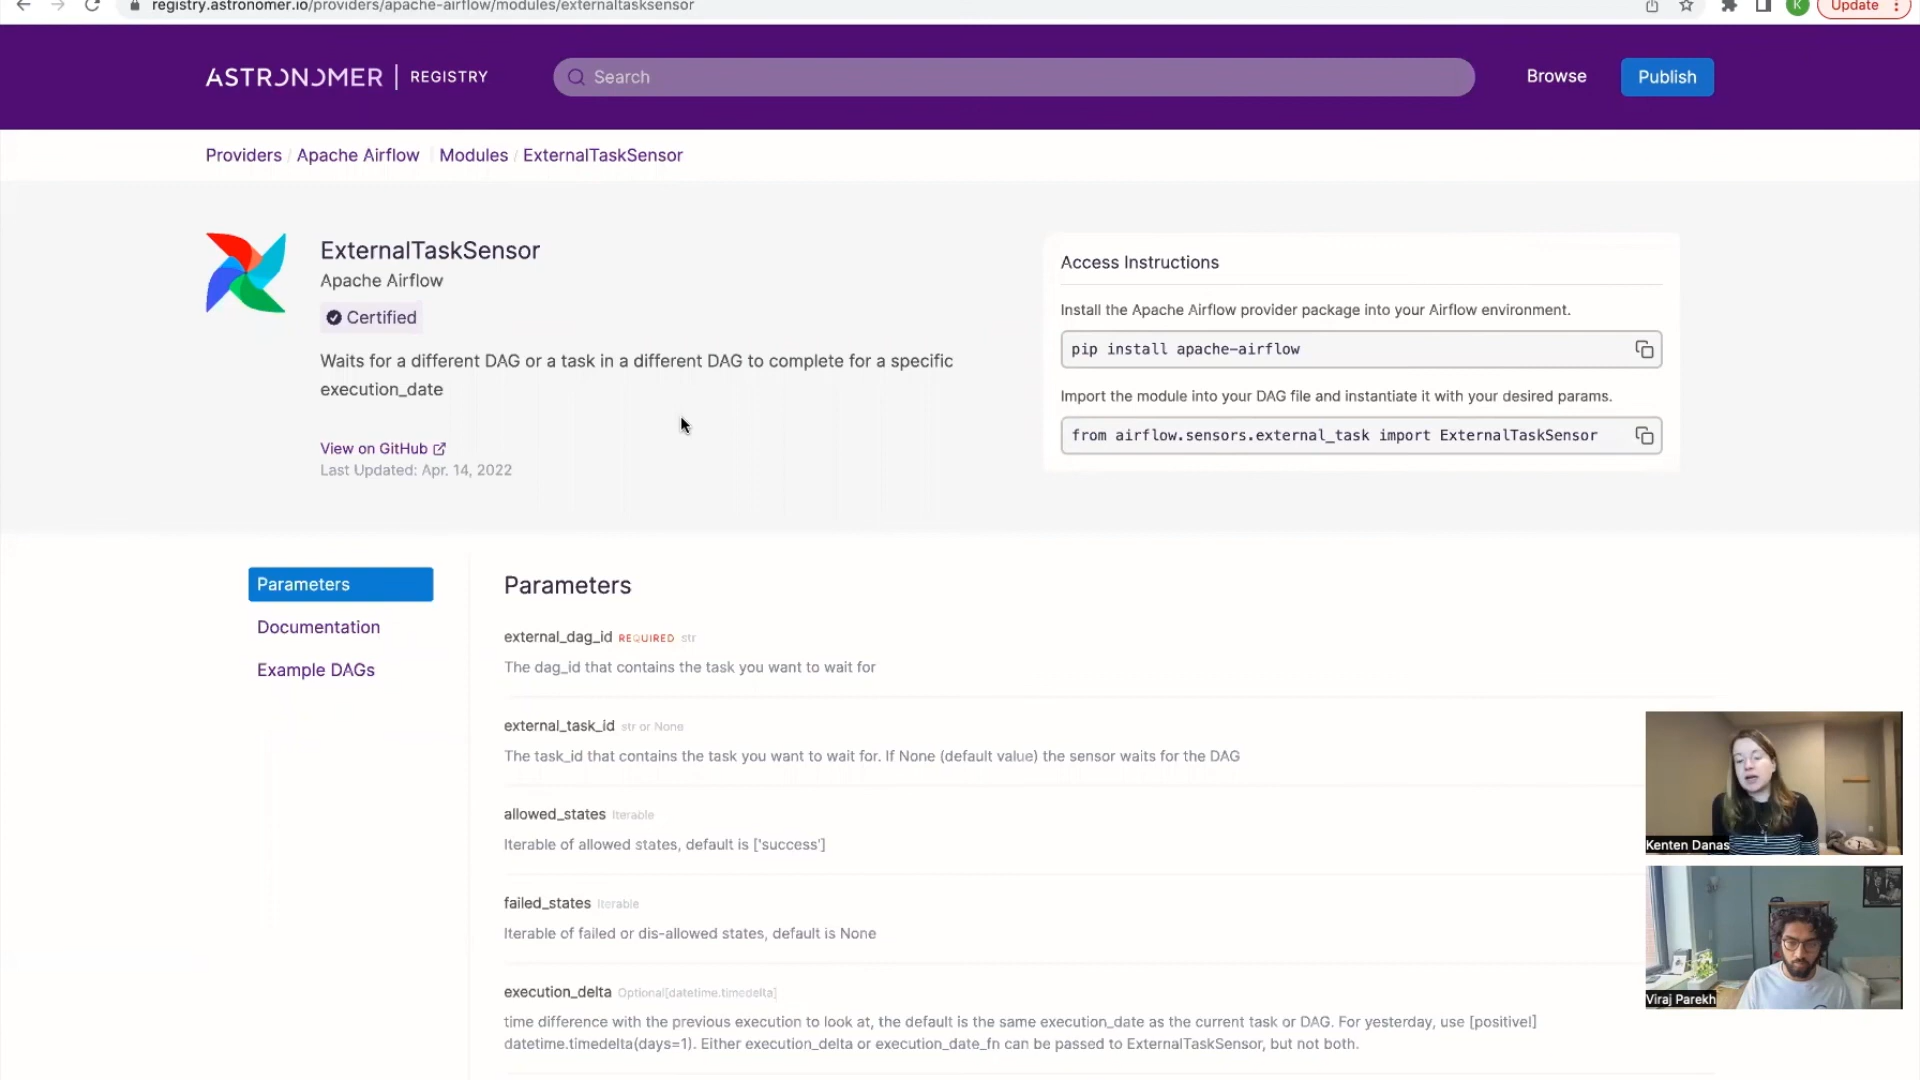 registry.astronomer.io/providers/apache-airflow/modules/externaltasksensor
K
Update
ASTRONOMER | REGISTRY
Search
Browse
Publish
Providers / Apache Airflow
Modules / ExternalTaskSensor
ExternalTaskSensor
Apache Airflow
Certified
Waits for a different DAG or a task in a different DAG to complete for a specific
execution_date
View on GitHub
Last Updated: Apr. 14, 2022
Access Instructions
Install the Apache Airflow provider package into your Airflow environment.
pip install apache-airflow
Import the module into your DAG file and instantiate it with your desired params.
from airflow.sensors.external_task import ExternalTaskSensor
Parameters
Documentation
Example DAGs
Parameters
external_dag_id REQUIRED str
The dag_id that contains the task you want to wait for
external_task_id str or None
The task_id that contains the task you want to wait for. If None (default value) the sensor waits for the DAG
allowed_states Iterable
Iterable of allowed states, default is ['success']
failed_states Iterable
Iterable of failed or dis-allowed states, default is None
execution_delta Optional[datetime.timedelta]
time difference with the previous execution to look at, the default is the same execution_date as the current task or DAG. For yesterday, use [positive!]
datetime.timedelta(days=1). Either execution_delta or execution_date_fn can be passed to ExternalTaskSensor, but not both.
Kenten Danas
Viraj Parekh